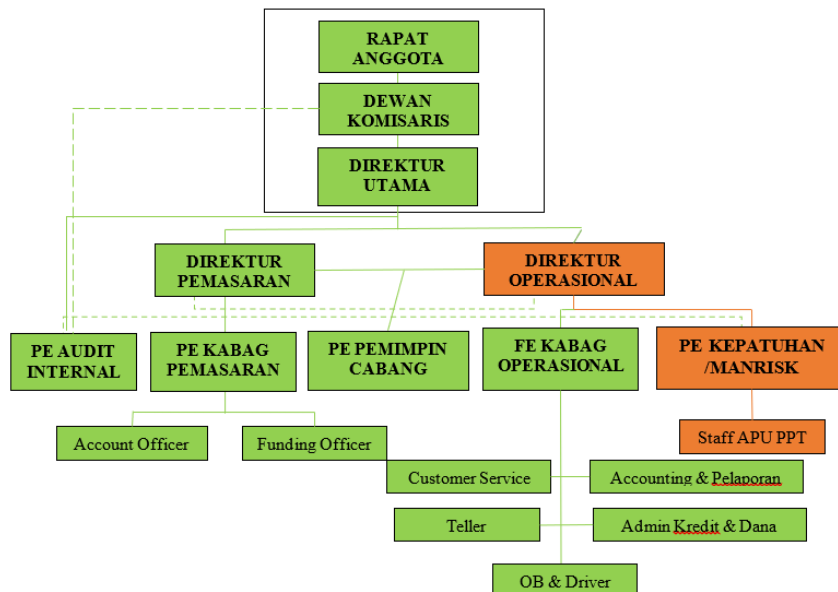 RAPAT
ANGGOTA
DEWAN
KOMISARIS
DIREKTUR
UTAMA
DIREKTUR
PEMASARAN
DIREKTUR
OPERASIONAL
PE AUDIT
INTERNAL
PE KABAG
PEMASARAN
PE PEMIMPIN
CABANG
FE KABAG
OPERASIONAL
PE KEPATUHAN
/MANRISK
Account Officer
Funding Officer
Staff APU PPT
Customer Service
Accounting & Pelaporan
Teller
Admin Kredit & Dana
OB & Driver